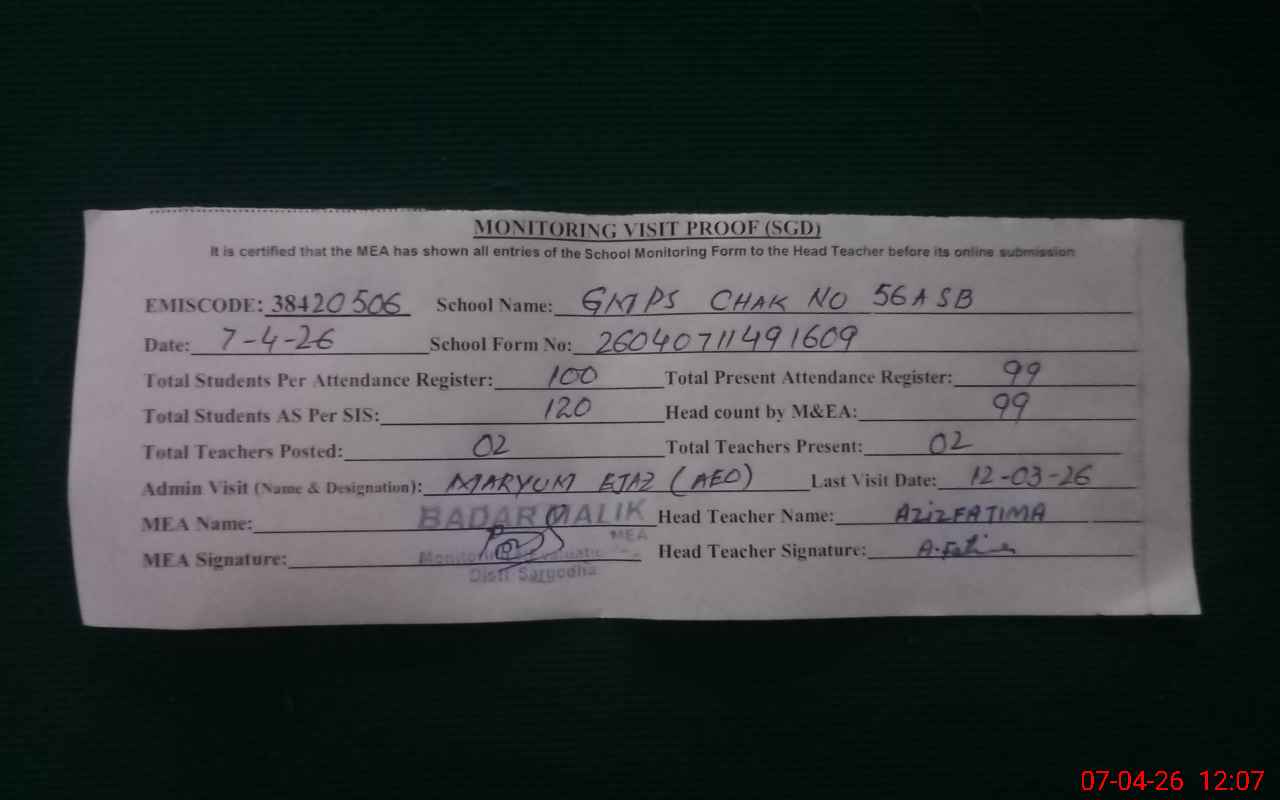 MONITORING VISIT PROOF (SGD)
It is certified that the MEA has shown all entries of the School Monitoring Form to the Head Teacher before its online submission
EMISCODE: 38420506 School Name: GMPS CHAK NO 56A SB
Date: 7-4-26 School Form No: 26040711491609
Total Students Per Attendance Register: 100 Total Present Attendance Register: 99
Total Students AS Per SIS: 120 Head count by M&EA: 99
Total Teachers Posted: 02 Total Teachers Present: 02
Admin Visit (Name & Designation): MARYUM EJAZ (AEO) Last Visit Date: 12-03-26
MEA Name: BADAR MALIK Head Teacher Name: AZIZ FATIMA
MEA
MEA Signature: Head Teacher Signature: A.Fatima
Distt Sargodha
07-04-26 12:07